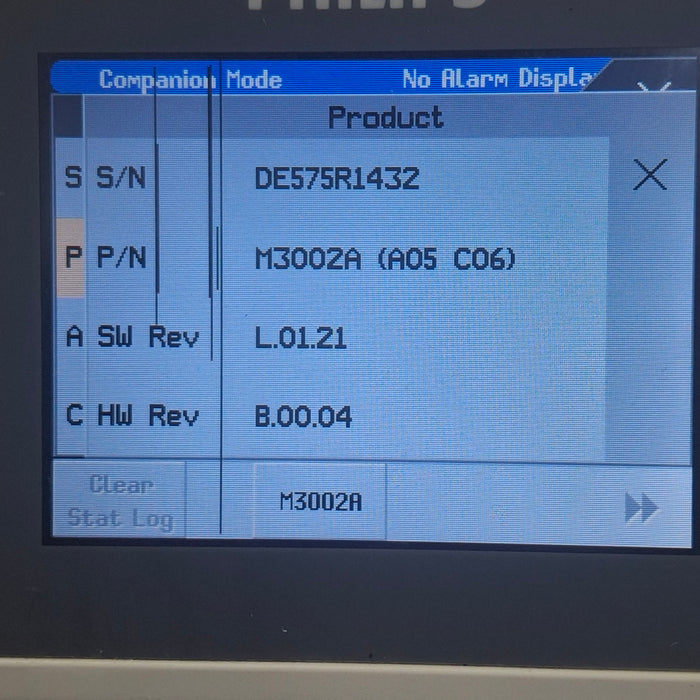 PHILIPS
Companion Mode No Alarm Displa
Product
S S/N DE575R1432
P P/N M3002A (A05 C06)
A SW Rev L.01.21
C HW Rev B.00.04
Clear
Stat Log
M3002A